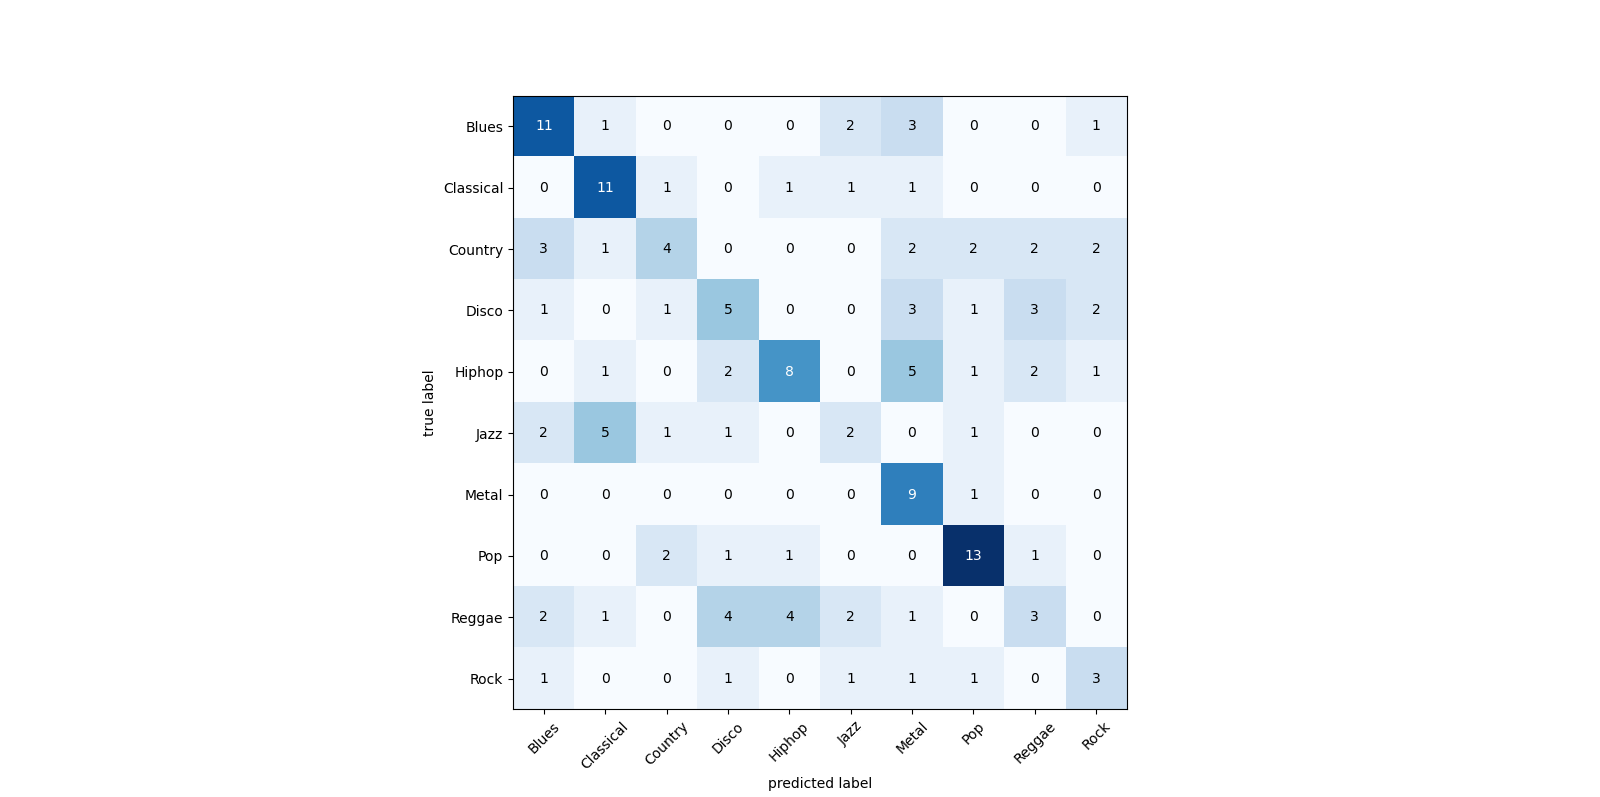 Blues 11 1 0 0 0 2 3 0 0 1
Classical 0 11 1 0 1 1 1 0 0 0
Country 3 1 4 0 0 0 2 2 2 2
Disco 1 0 1 5 0 0 3 1 3 2
Hiphop 0 1 0 2 8 0 5 1 2 1
Jazz 2 5 1 1 0 2 0 1 0 0
Metal 0 0 0 0 0 0 9 1 0 0
Pop 0 0 2 1 1 0 0 13 1 0
Reggae 2 1 0 4 4 2 1 0 3 0
Rock 1 0 0 1 0 1 1 1 0 3
true label
Blues Classical Country Disco Hiphop Jazz Metal Pop Reggae Rock
predicted label